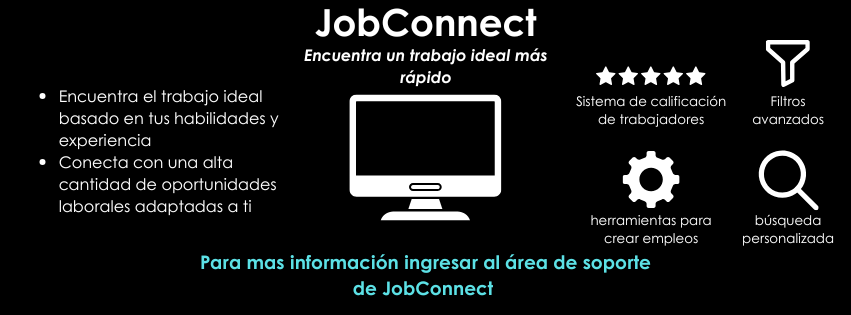 JobConnect
Encuentra un trabajo ideal más
rápido
• Encuentra el trabajo ideal
basado en tus habilidades y
experiencia
• Conecta con una alta
cantidad de oportunidades
laborales adaptadas a ti
Sistema de calificación
de trabajadores
Filtros
avanzados
herramientas para
crear empleos
búsqueda
personalizada
Para mas información ingresar al área de soporte
de JobConnect